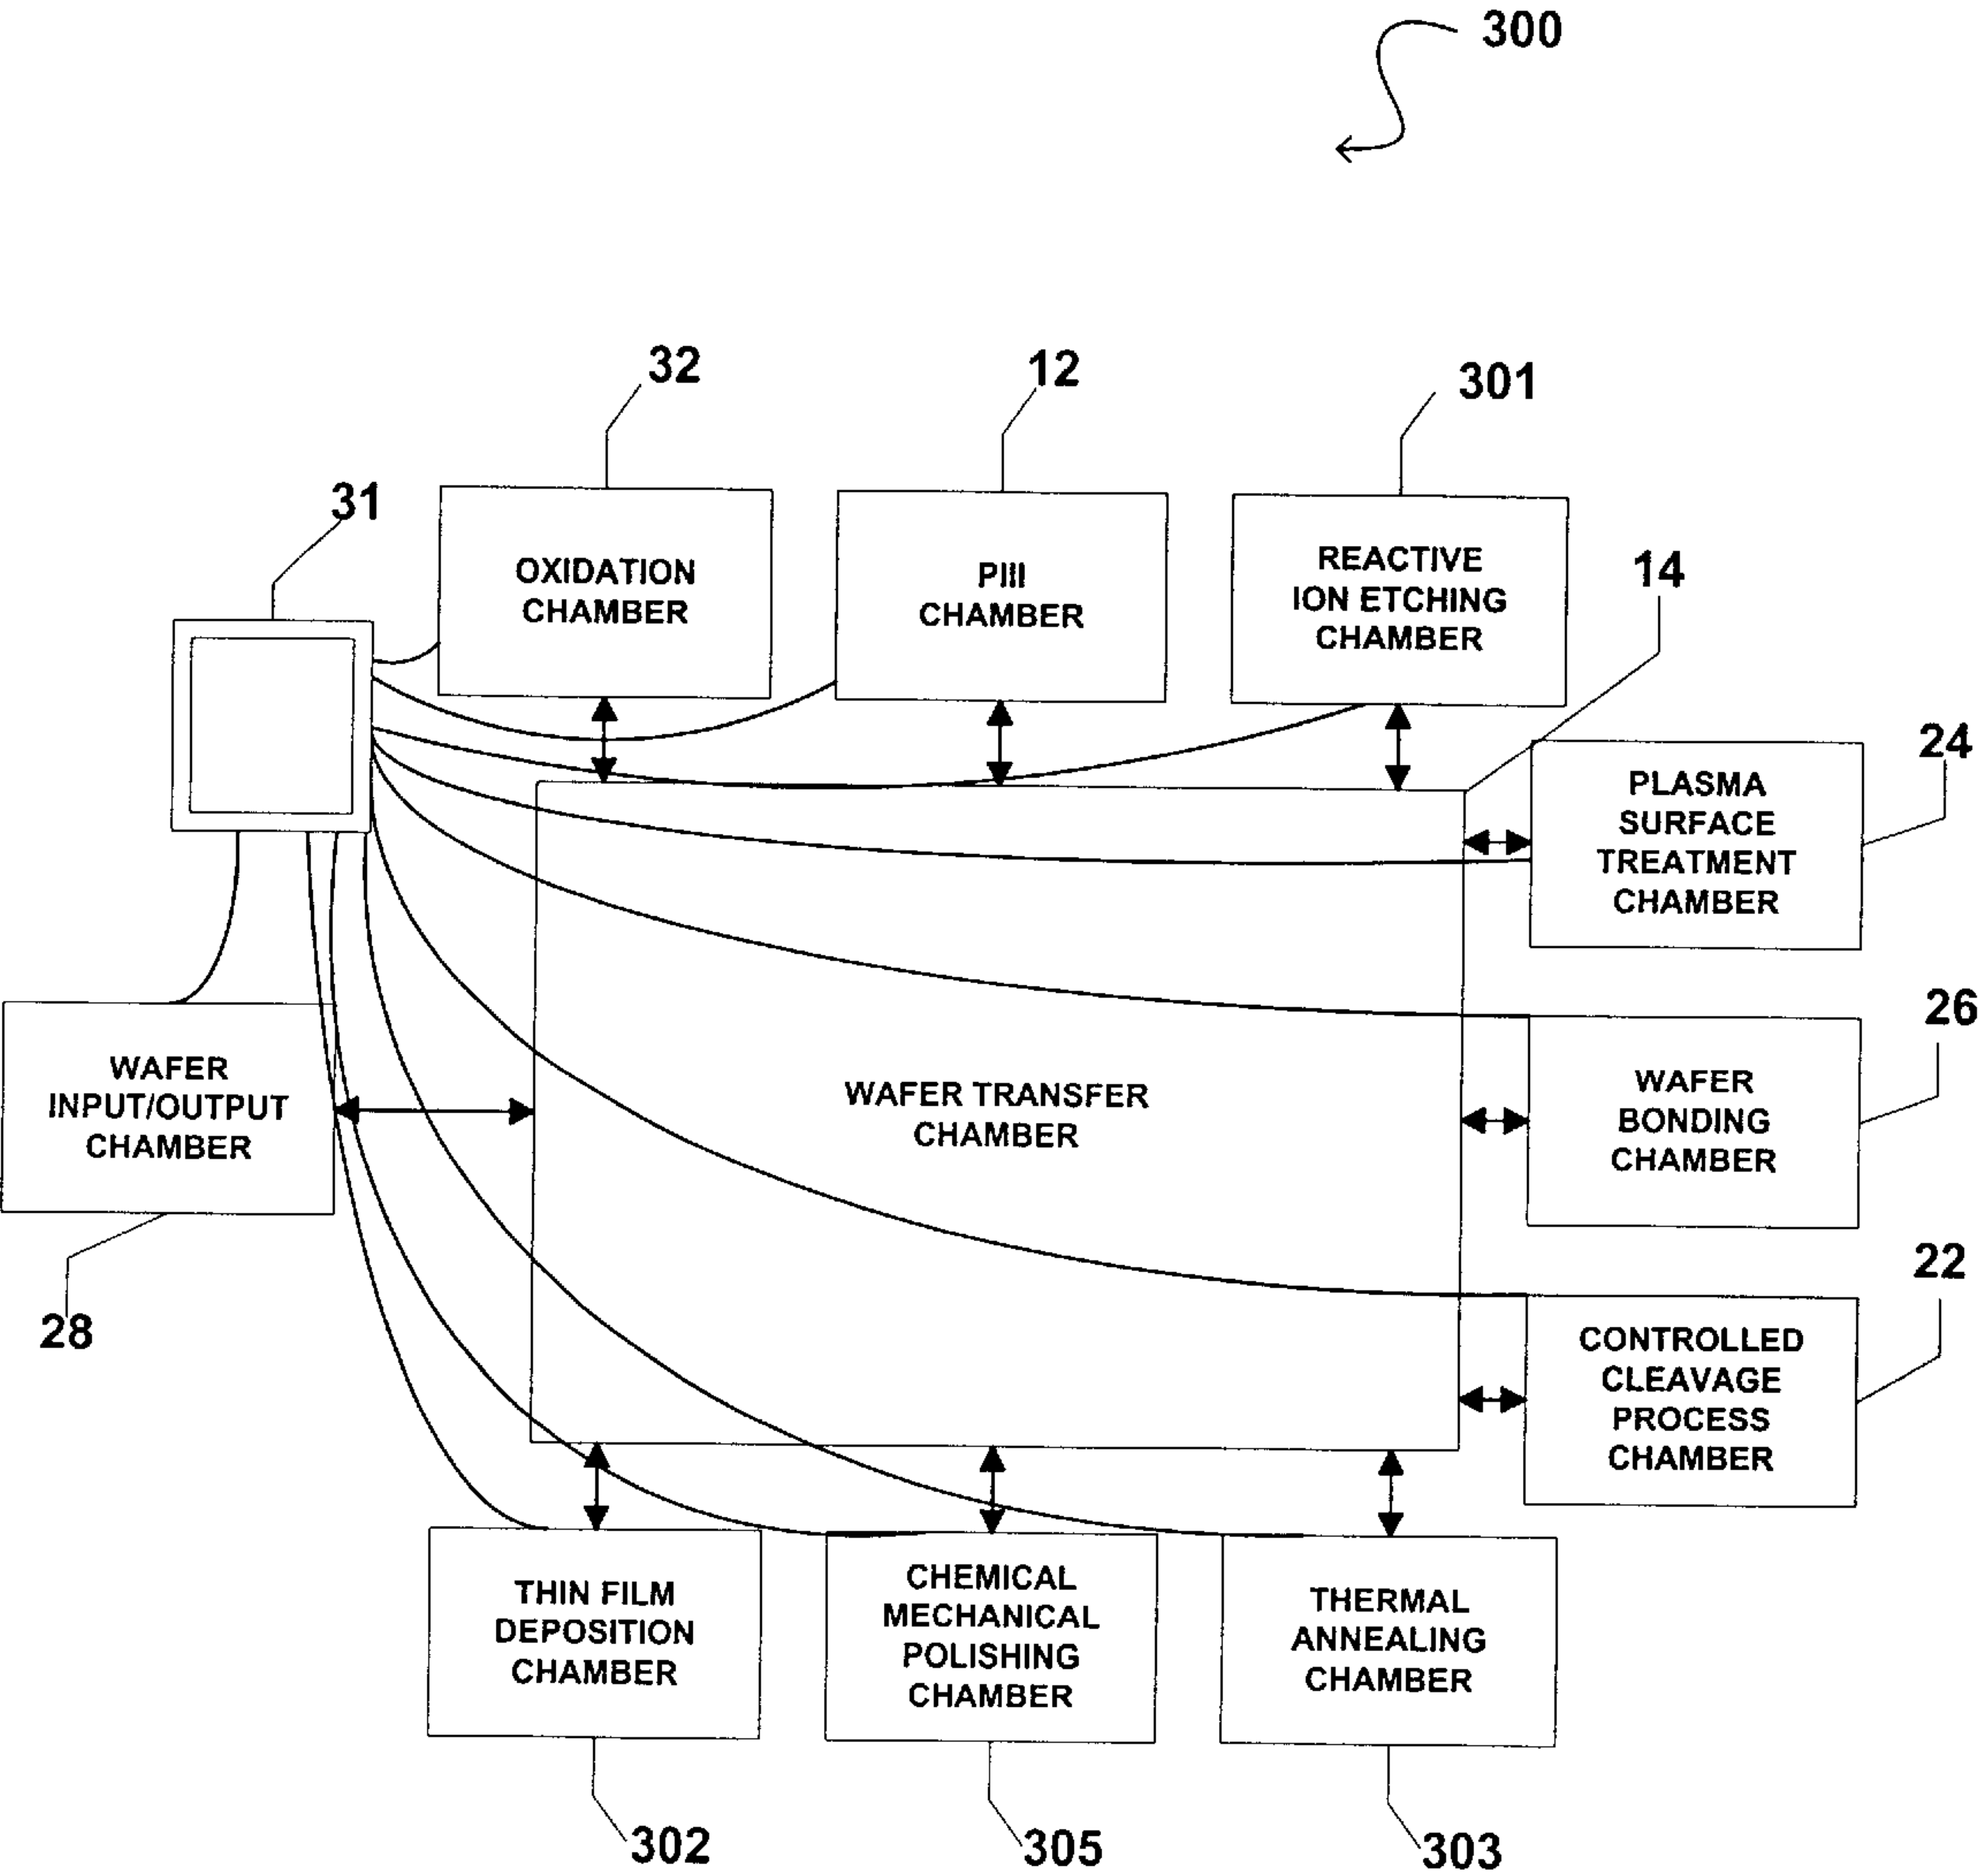 300
32
12
301
31
OXIDATION
CHAMBER
PIII
CHAMBER
REACTIVE
ION ETCHING
CHAMBER
14
24
PLASMA
SURFACE
TREATMENT
CHAMBER
26
WAFER
INPUT/OUTPUT
CHAMBER
WAFER TRANSFER
CHAMBER
WAFER
BONDING
CHAMBER
28
22
CONTROLLED
CLEAVAGE
PROCESS
CHAMBER
THIN FILM
DEPOSITION
CHAMBER
CHEMICAL
MECHANICAL
POLISHING
CHAMBER
THERMAL
ANNEALING
CHAMBER
302
305
303